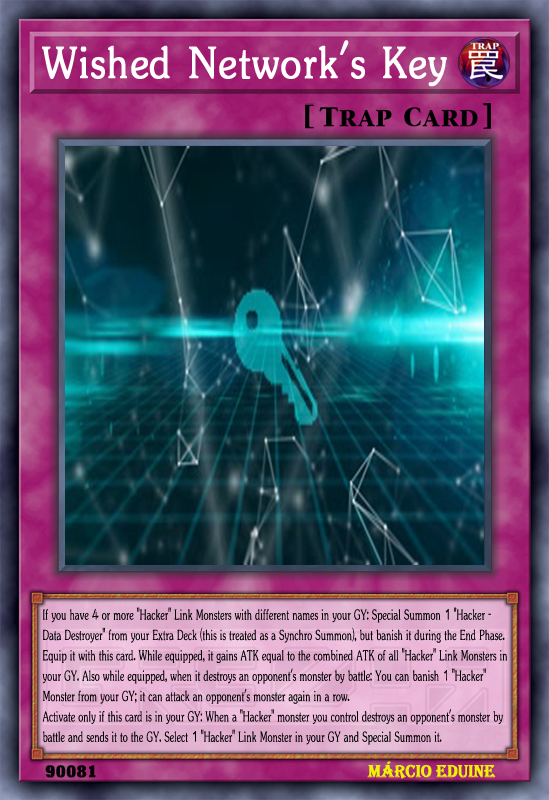 Wished Network's Key
TRAP
罠
[TRAP CARD]
If you have 4 or more "Hacker" Link Monsters with different names in your GY: Special Summon 1 "Hacker -
Data Destroyer" from your Extra Deck (this is treated as a Synchro Summon), but banish it during the End Phase.
Equip it with this card. While equipped, it gains ATK equal to the combined ATK of all "Hacker" Link Monsters in
your GY. Also while equipped, when it destroys an opponent's monster by battle: You can banish 1 "Hacker"
Monster from your GY; it can attack an opponent's monster again in a row.
Activate only if this card is in your GY: When a "Hacker" monster you control destroys an opponent's monster by
battle and sends it to the GY. Select 1 "Hacker" Link Monster in your GY and Special Summon it.
90081
MÁRCIO EDUINE